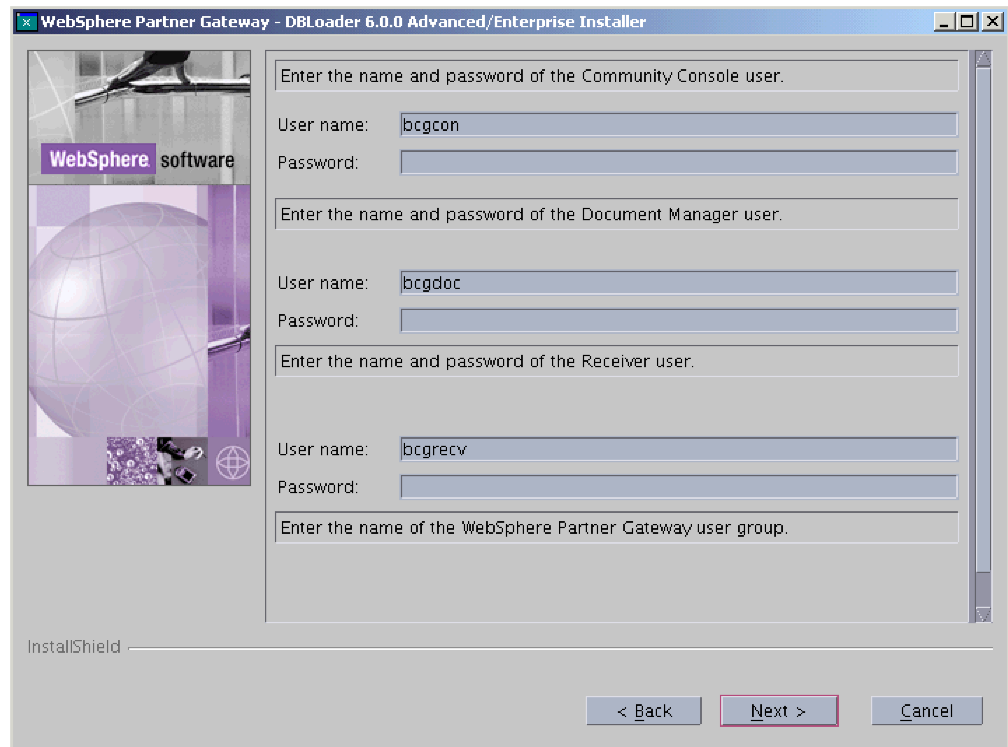 WebSphere Partner Gateway - DBLoader 6.0.0 Advanced/Enterprise Installer
WebSphere software
Enter the name and password of the Community Console user.
User name: bcgcon
Password:
Enter the name and password of the Document Manager user.
User name: bcgdoc
Password:
Enter the name and password of the Receiver user.
User name: bcgrecv
Password:
Enter the name of the WebSphere Partner Gateway user group.
InstallShield
< Back Next > Cancel